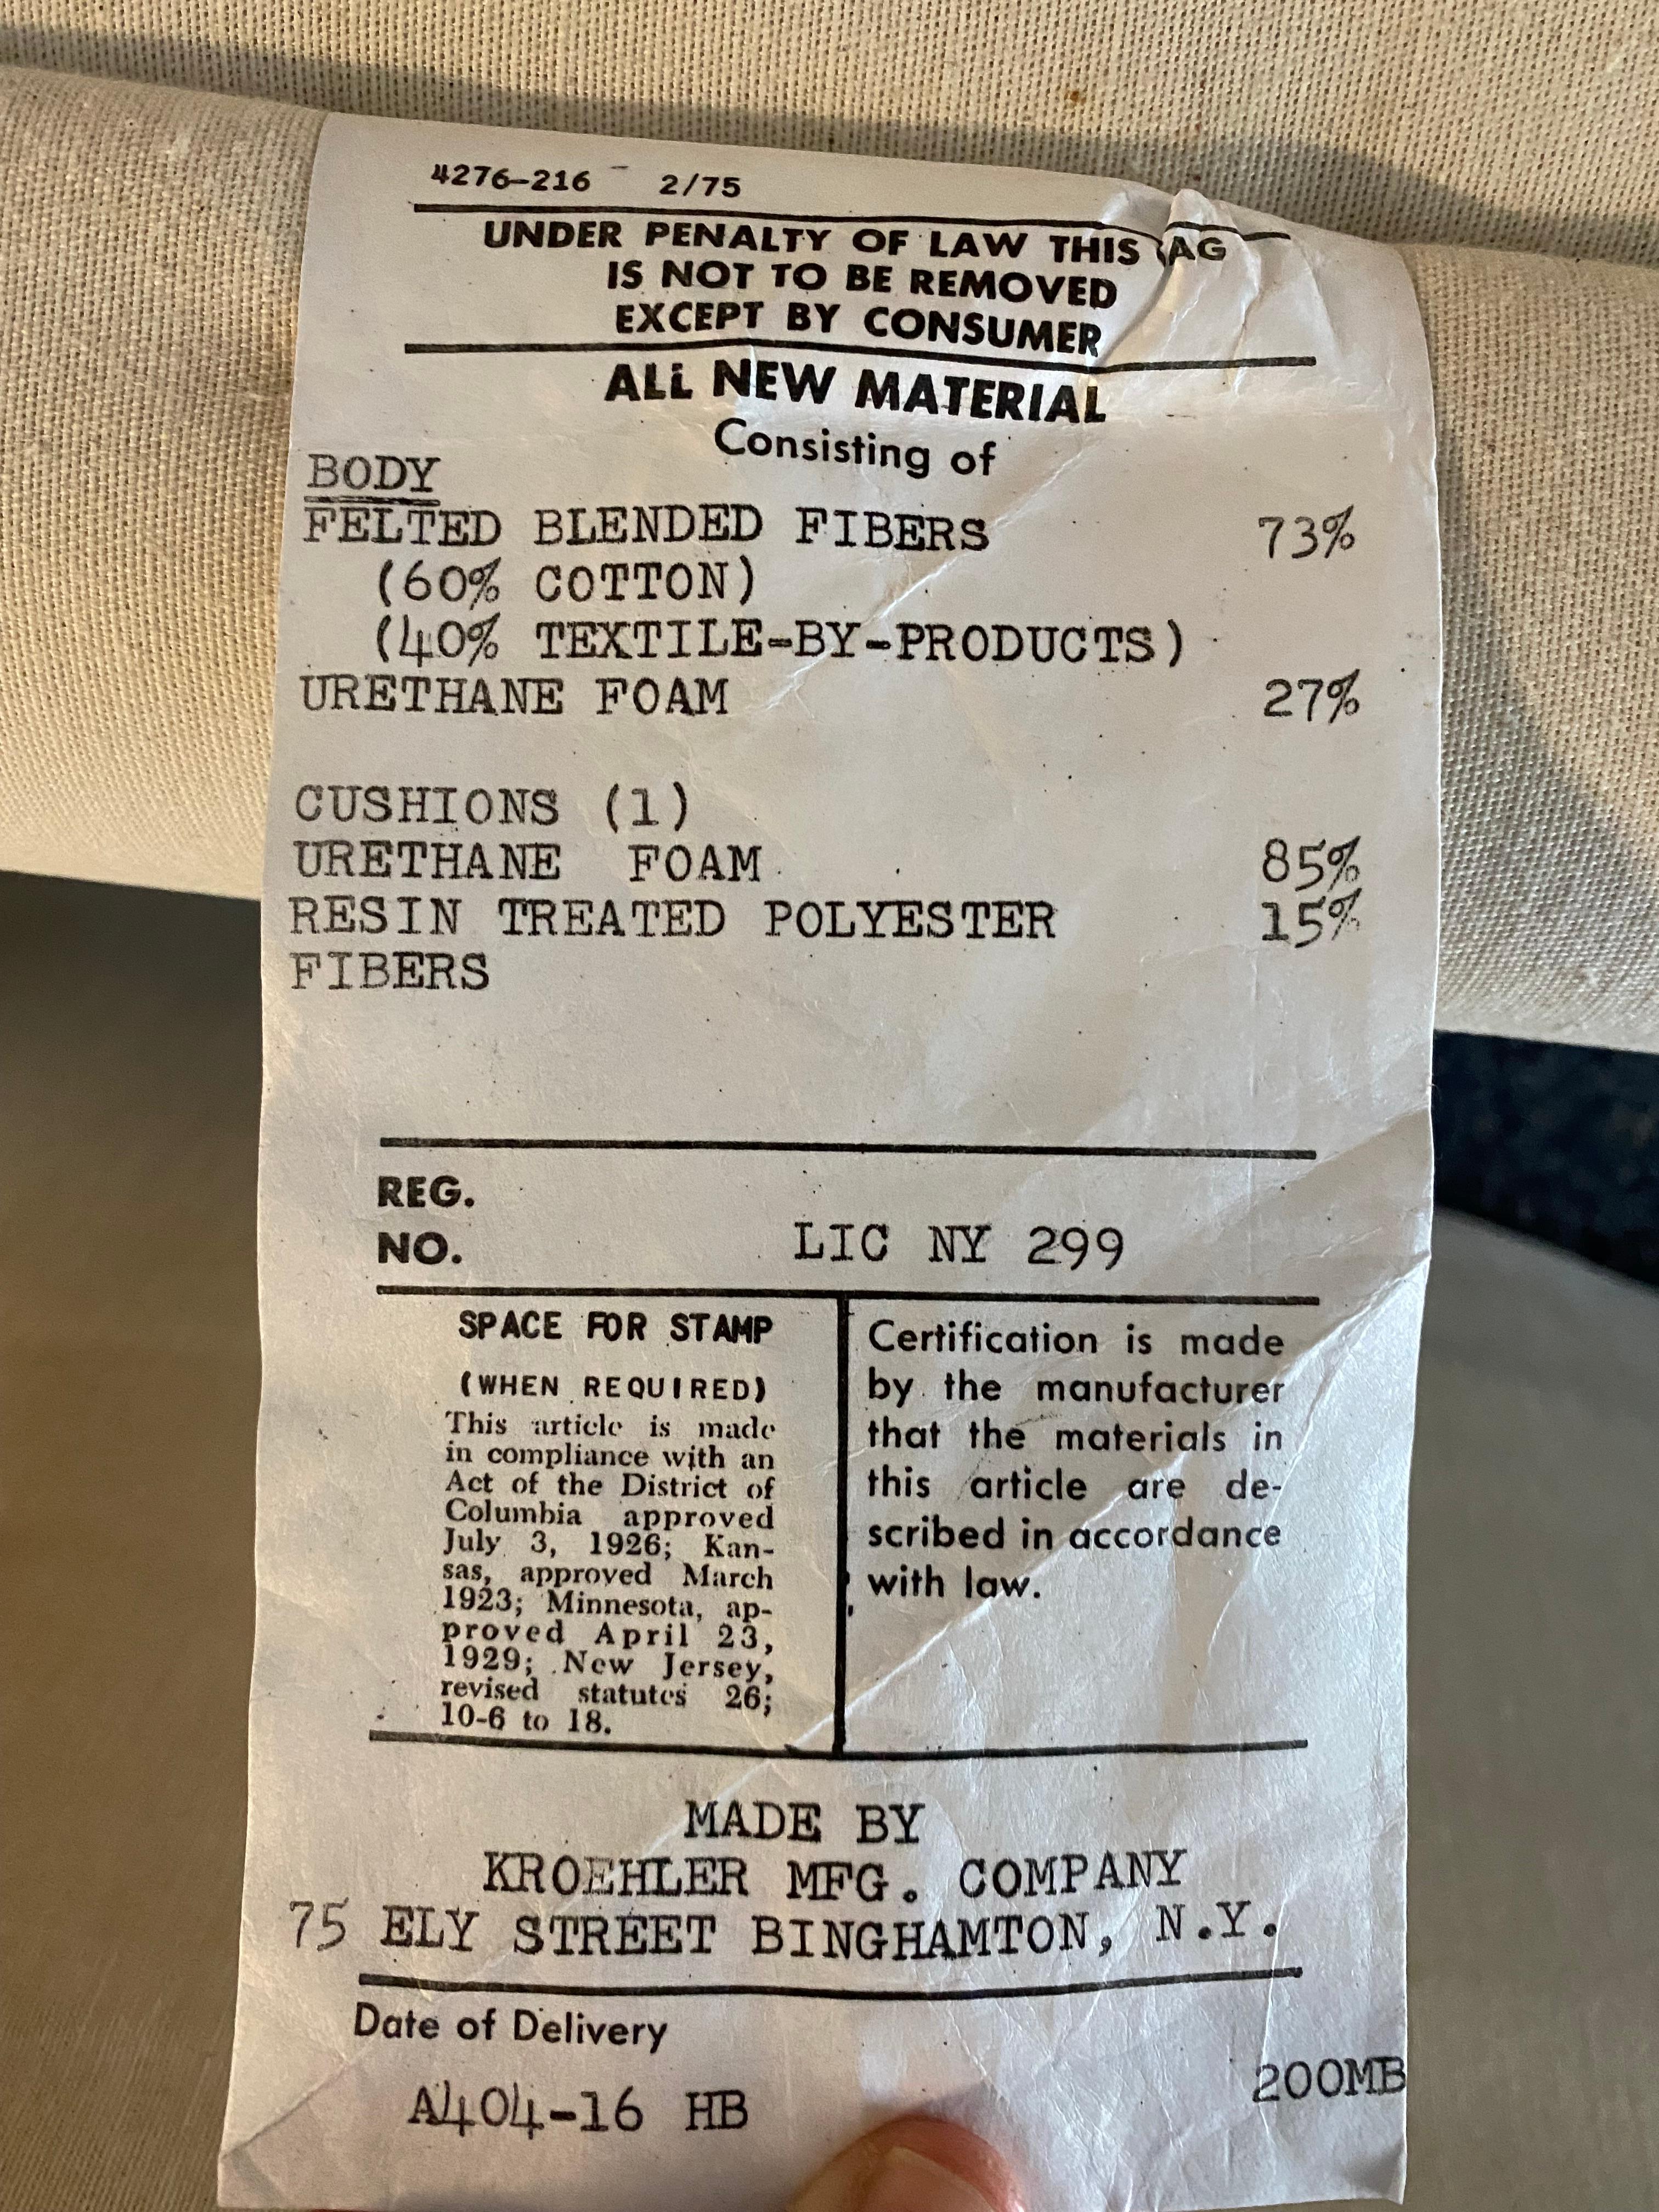 4276-216 2/75
UNDER PENALTY OF LAW THIS TAG
IS NOT TO BE REMOVED
EXCEPT BY CONSUMER
ALL NEW MATERIAL
Consisting of
BODY
FELTED BLENDED FIBERS 73%
(60% COTTON)
(40% TEXTILE-BY-PRODUCTS)
URETHANE FOAM 27%
CUSHIONS (1)
URETHANE FOAM 85%
RESIN TREATED POLYESTER 15%
FIBERS
REG.
NO. LIC NY 299
SPACE FOR STAMP
(WHEN REQUIRED)
This article is made
in compliance with an
Act of the District of
Columbia approved
July 3, 1926; Kan-
sas, approved March
1923; Minnesota, ap-
proved April 23,
1929; New Jersey,
revised statutes 26;
10-6 to 18.
Certification is made
by the manufacturer
that the materials in
this article are de-
scribed in accordance
with law.
MADE BY
KROEHLER MFG. COMPANY
75 ELY STREET BINGHAMTON, N.Y.
Date of Delivery
200MB
A404-16 HB